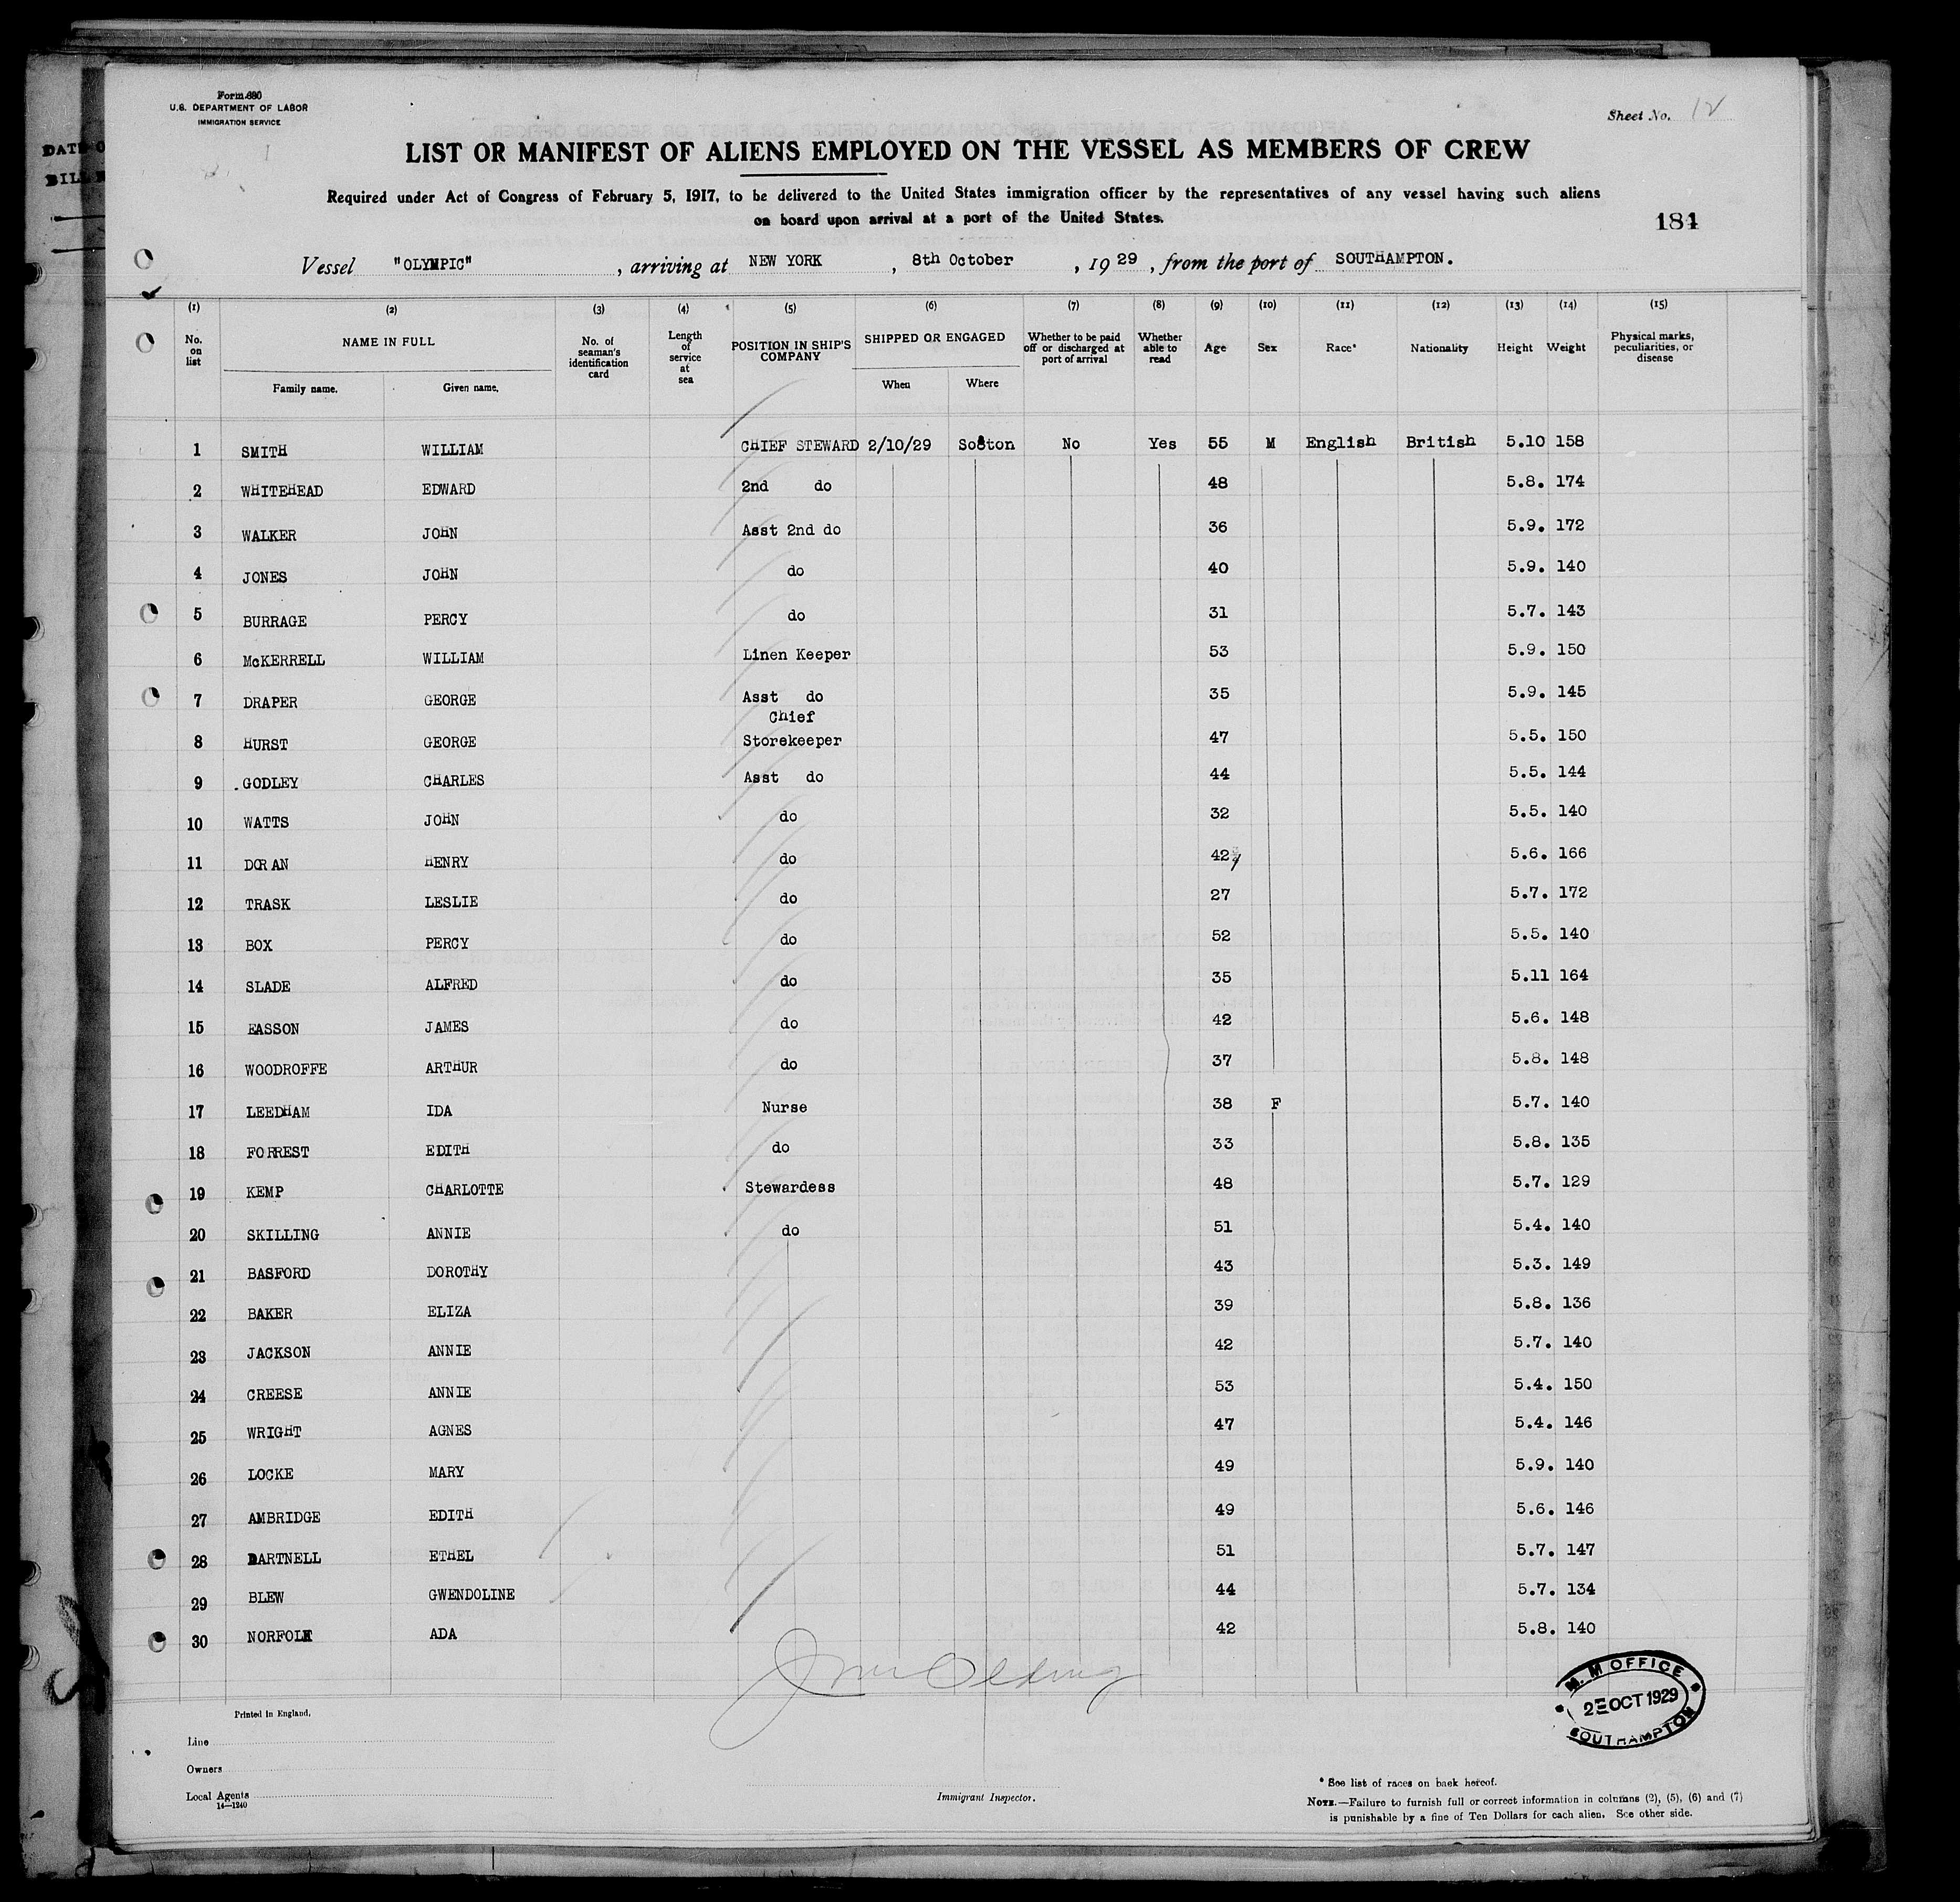 Form 680
U.S. DEPARTMENT OF LABOR
IMMIGRATION SERVICE
Sheet No. 12
DATE O
BILL
LIST OR MANIFEST OF ALIENS EMPLOYED ON THE VESSEL AS MEMBERS OF CREW
Required under Act of Congress of February 5, 1917, to be delivered to the United States immigration officer by the representatives of any vessel having such aliens
on board upon arrival at a port of the United States.
184
Vessel "OLYMPIC", arriving at NEW YORK, 8th October, 1929, from the port of SOUTHAMPTON.
(1) (2) (3) (4) (5) (6) (7) (8) (9) (10) (11) (12) (13) (14) (15)
No. on list NAME IN FULL Family name. Given name. No. of seaman's identification card Length of service at sea POSITION IN SHIP'S COMPANY SHIPPED OR ENGAGED When Where Whether to be paid off or discharged at port of arrival Whether able to read Age Sex Race* Nationality Height Weight Physical marks, peculiarities, or disease
1 SMITH WILLIAM CHIEF STEWARD 2/10/29 Soton No Yes 55 M English British 5.10 158
2 WHITEHEAD EDWARD 2nd do 48 5.8. 174
3 WALKER JOHN Asst 2nd do 36 5.9. 172
4 JONES JOHN do 40 5.9. 140
5 BURRAGE PERCY do 31 5.7. 143
6 McKERRELL WILLIAM Linen Keeper 53 5.9. 150
7 DRAPER GEORGE Asst do 35 5.9. 145
8 HURST GEORGE Chief Storekeeper 47 5.5. 150
9 GODLEY CHARLES Asst do 44 5.5. 144
10 WATTS JOHN do 32 5.5. 140
11 DORAN HENRY do 42 5.6. 166
12 TRASK LESLIE do 27 5.7. 172
13 BOX PERCY do 52 5.5. 140
14 SLADE ALFRED do 35 5.11 164
15 EASSON JAMES do 42 5.6. 148
16 WOODROFFE ARTHUR do 37 5.8. 148
17 LEEDHAM IDA Nurse 38 F 5.7. 140
18 FORREST EDITH do 33 5.8. 135
19 KEMP CHARLOTTE Stewardess 48 5.7. 129
20 SKILLING ANNIE do 51 5.4. 140
21 BASFORD DOROTHY 43 5.3. 149
22 BAKER ELIZA 39 5.8. 136
23 JACKSON ANNIE 42 5.7. 140
24 CREESE ANNIE 53 5.4. 150
25 WRIGHT AGNES 47 5.4. 146
26 LOCKE MARY 49 5.9. 140
27 AMBRIDGE EDITH 49 5.6. 146
28 DARTNELL ETHEL 51 5.7. 147
29 BLEW GWENDOLINE 44 5.7. 134
30 NORFOLK ADA 42 5.8. 140
M.M OFFICE
2 OCT 1929
SOUTHAMPTON
Printed in England.
Line
Owners
Local Agents
14—1240
Immigrant Inspector.
* See list of races on back hereof.
NOTE.—Failure to furnish full or correct information in columns (2), (5), (6) and (7)
is punishable by a fine of Ten Dollars for each alien. See other side.